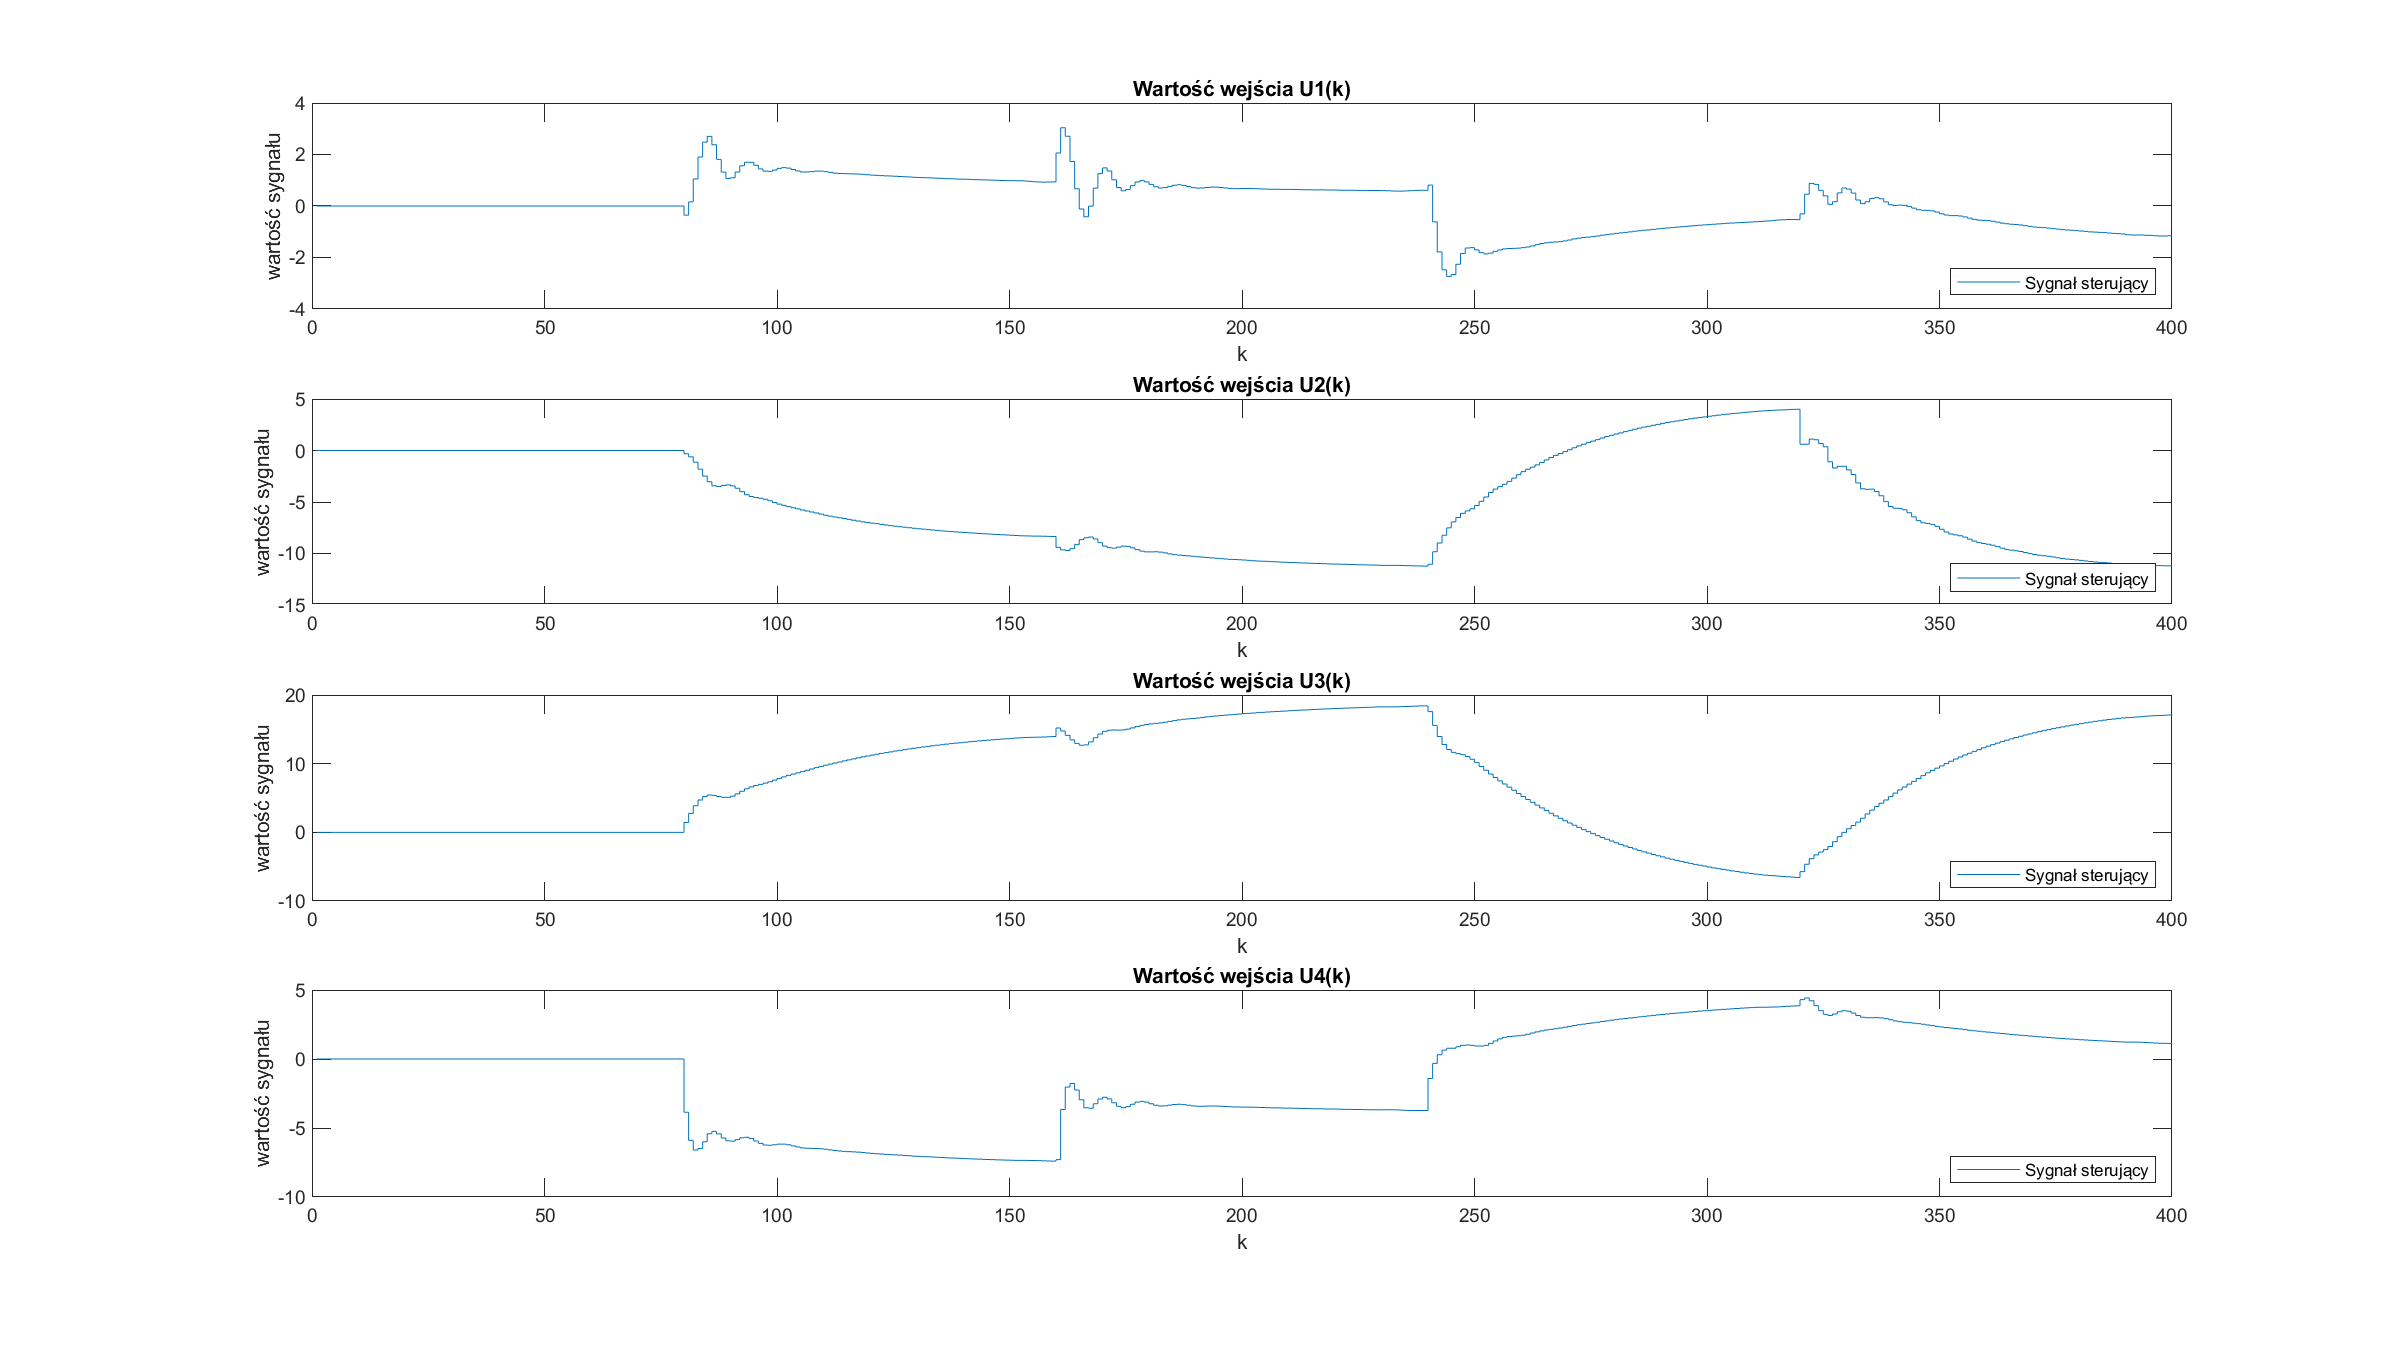 Wartość wejścia U1(k)
4
2
0
-2
-4
wartość sygnału
0 50 100 150 200 250 300 350 400
k
Sygnał sterujący
Wartość wejścia U2(k)
5
0
-5
-10
-15
wartość sygnału
0 50 100 150 200 250 300 350 400
k
Sygnał sterujący
Wartość wejścia U3(k)
20
10
0
-10
wartość sygnału
0 50 100 150 200 250 300 350 400
k
Sygnał sterujący
Wartość wejścia U4(k)
5
0
-5
-10
wartość sygnału
0 50 100 150 200 250 300 350 400
k
Sygnał sterujący